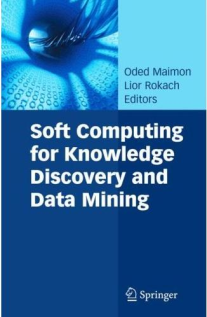 Oded Maimon
Lior Rokach
Editors
Soft Computing
for Knowledge
Discovery and
Data Mining
Springer